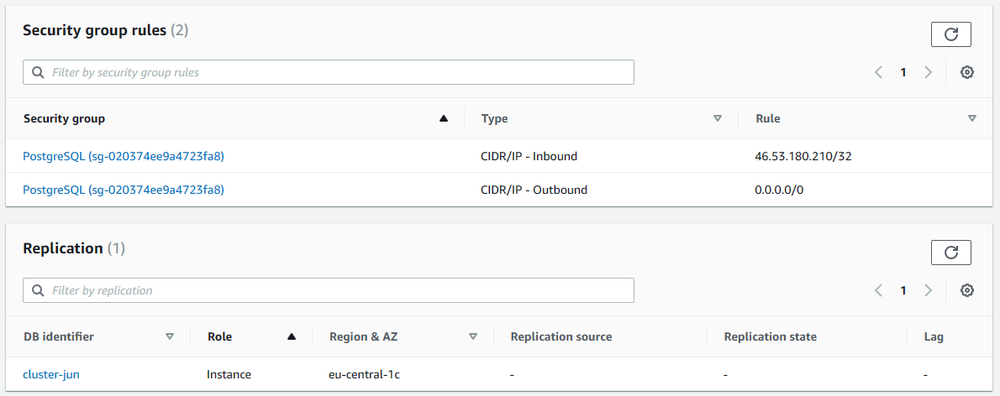 Security group rules (2)
Filter by security group rules
1
Security group Type Rule
PostgreSQL (sg-020374ee9a4723fa8) CIDR/IP - Inbound 46.53.180.210/32
PostgreSQL (sg-020374ee9a4723fa8) CIDR/IP - Outbound 0.0.0.0/0
Replication (1)
Filter by replication
1
DB identifier Role Region & AZ Replication source Replication state Lag
cluster-jun Instance eu-central-1c - - -